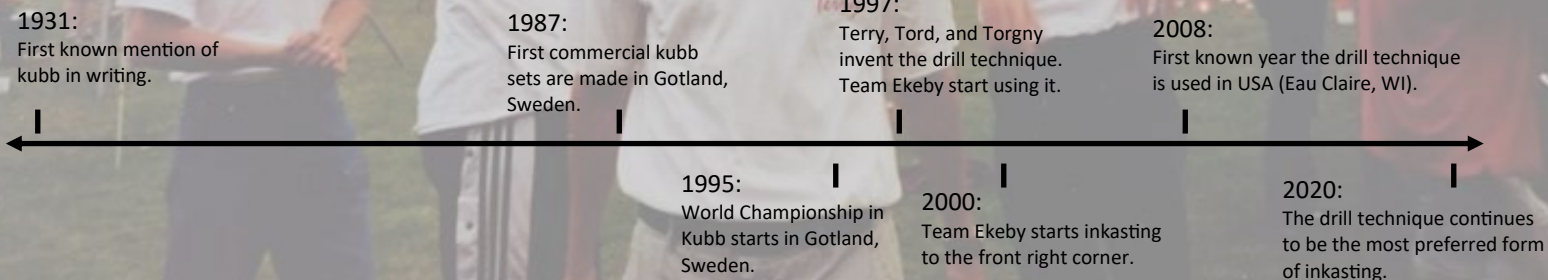 1931:
First known mention of
kubb in writing.
1987:
First commercial kubb
sets are made in Gotland,
Sweden.
1997:
Terry, Tord, and Torgny
invent the drill technique.
Team Ekeby start using it.
2008:
First known year the drill technique
is used in USA (Eau Claire, WI).
1995:
World Championship in
Kubb starts in Gotland,
Sweden.
2000:
Team Ekeby starts inkasting
to the front right corner.
2020:
The drill technique continues
to be the most preferred form
of inkasting.